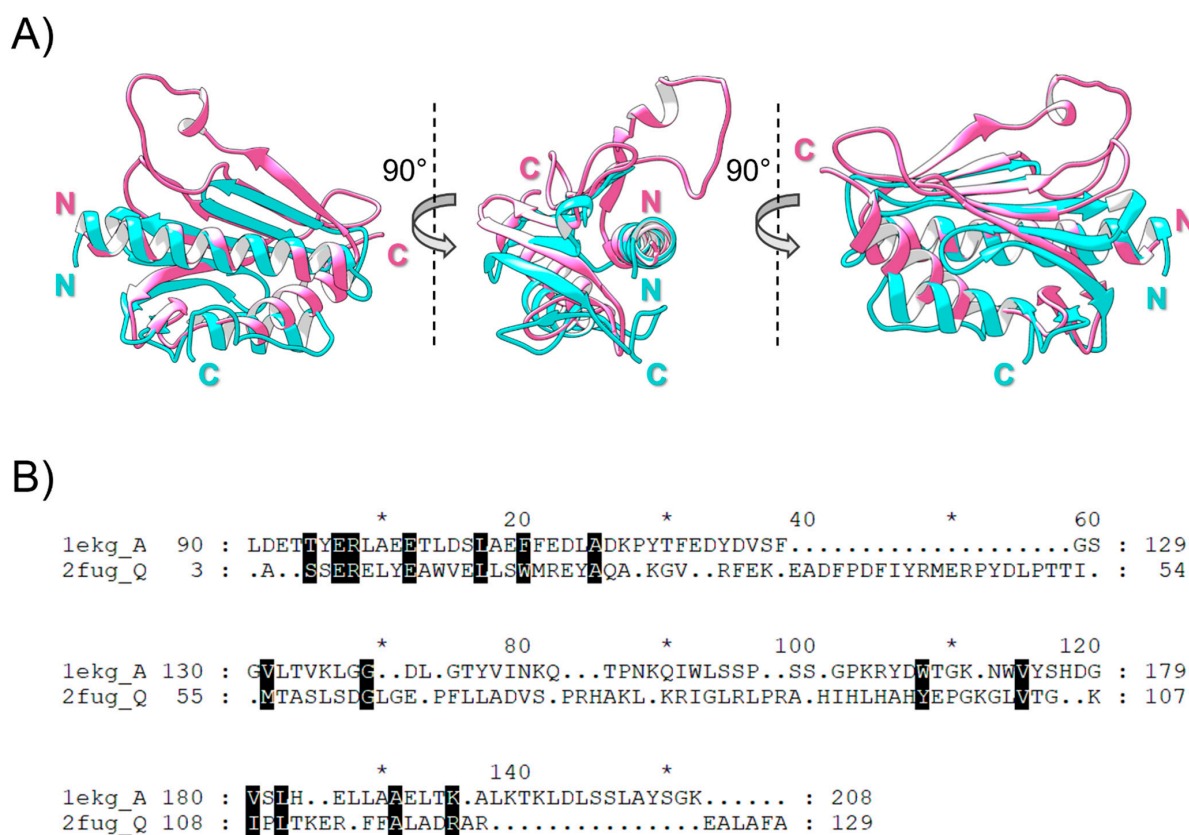 A)
90° 90°
C C
N N N
C N N
N C
C C
B)
* 20 * 40 * 60
1ekg_A 90 : LDETTYERLAEETLDSLAEFFEDLADKPYTFEDYDVSF...................GS : 129
2fug_Q 3 : .A..SSERELYEAWVELLSWMREYAQA.KGV..RFEK.EADFPDFIYRMERPYDLPTTI. : 54
* 80 * 100 * 120
1ekg_A 130 : GVLTVKLGG..DL.GTYVINKQ...TPNKQIWLSSP..SS.GPKRYDWTGK.NWVYSHDG : 179
2fug_Q 55 : .MTASLSDGLGE.PFLLADVS.PRHAKL.KRIGLRLPRA.HIHLHAHYEPGKGLVTG..K : 107
* 140 *
1ekg_A 180 : VSLH..ELLAAELTK.ALKTKLDLSSLAYSGK...... : 208
2fug_Q 108 : IPLTKER.FFALADRAR..............EALAFA : 129